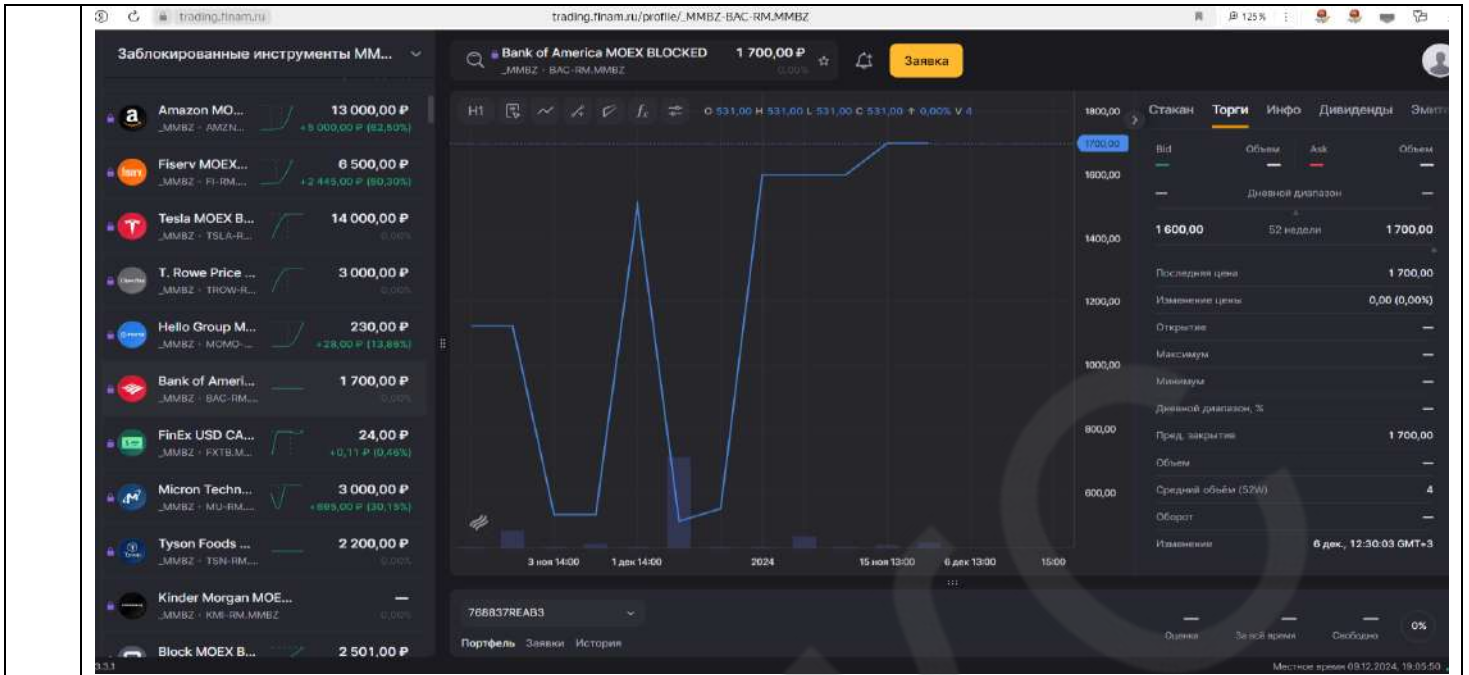 trading.finam.ru
trading.finam.ru/profile/_MMBZ-BAC-RM.MMBZ
125 %
Заблокированные инструменты ММ...
Bank of America MOEX BLOCKED
1 700,00 ₽
_MMBZ · BAC-RM.MMBZ
0,00%
Заявка
Amazon MO...
13 000,00 ₽
_MMBZ · AMZN...
+5 000,00 ₽ (62,50%)
Fiserv MOEX...
6 500,00 ₽
_MMBZ · FI-RM....
+2 445,00 ₽ (60,30%)
Tesla MOEX B...
14 000,00 ₽
_MMBZ · TSLA-R...
0,00%
T. Rowe Price ...
3 000,00 ₽
_MMBZ · TROW-R...
0,00%
Hello Group M...
230,00 ₽
_MMBZ · MOMO-...
+28,00 ₽ (13,86%)
Bank of Ameri...
1 700,00 ₽
_MMBZ · BAC-RM....
0,00%
FinEx USD CA...
24,00 ₽
_MMBZ · FXTB.M...
+0,11 ₽ (0,46%)
Micron Techn...
3 000,00 ₽
_MMBZ · MU-RM....
+695,00 ₽ (30,15%)
Tyson Foods ...
2 200,00 ₽
_MMBZ · TSN-RM....
0,00%
Kinder Morgan MOE...
—
_MMBZ · KMI-RM.MMBZ
0,00%
Block MOEX B...
2 501,00 ₽
3.3.1
H1
O 531,00 H 531,00 L 531,00 C 531,00 ↑ 0,00% V 4
1800,00
1700,00
1600,00
1400,00
1200,00
1000,00
800,00
600,00
3 ноя 14:00 1 дек 14:00 2024 15 ноя 13:00 6 дек 13:00 15:00
Стакан Торги Инфо Дивиденды
Bid Объем Ask Объем
— — — —
— Дневной диапазон —
1 600,00 52 недели 1 700,00
Последняя цена 1 700,00
Изменение цены 0,00 (0,00%)
Открытие —
Максимум —
Минимум —
Дневной диапазон, % —
Пред. закрытие 1 700,00
Объем —
Средний объём (52W) 4
Оборот —
Изменение 6 дек., 12:30:03 GMT+3
768837REAB3
Портфель Заявки История
— — —
Оценка За всё время Свободно
0%
Местное время 09.12.2024, 19:05:50